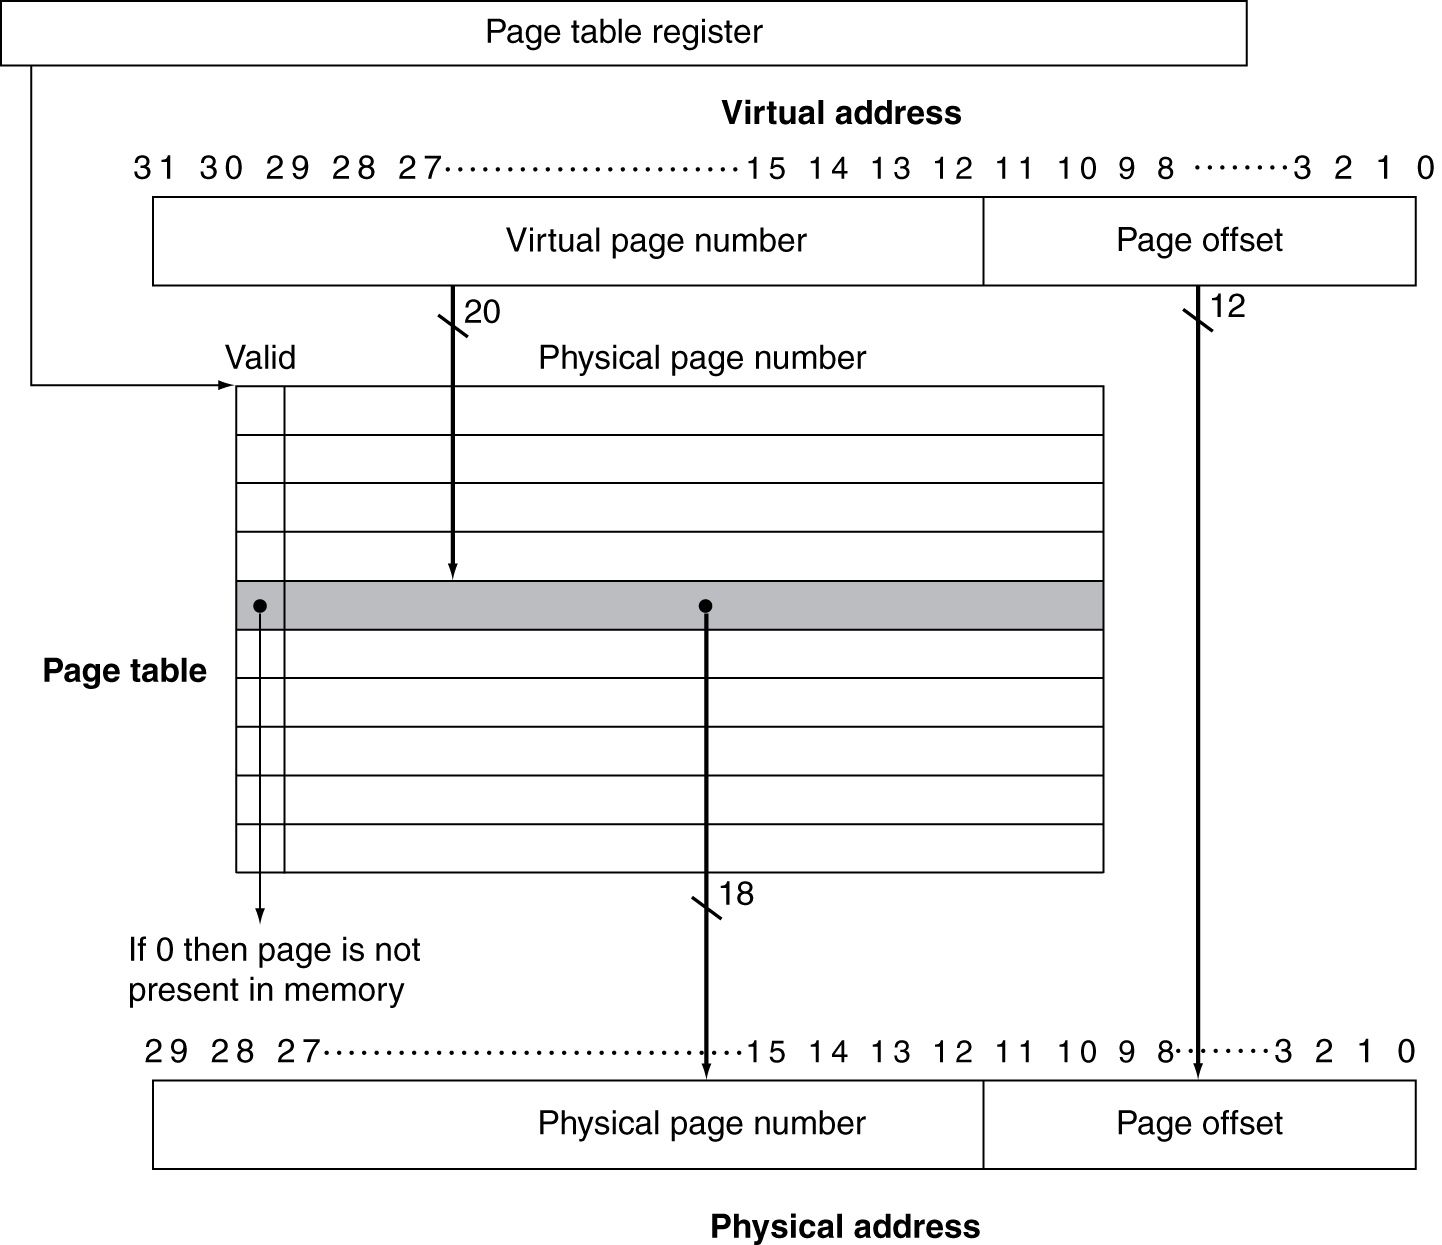 Page table register
Virtual address
31 30 29 28 27........................15 14 13 12 11 10 9 8 ........3 2 1 0
Virtual page number Page offset
20 12
Valid Physical page number
Page table
18
If 0 then page is not
present in memory
29 28 27..................................15 14 13 12 11 10 9 8........3 2 1 0
Physical page number Page offset
Physical address